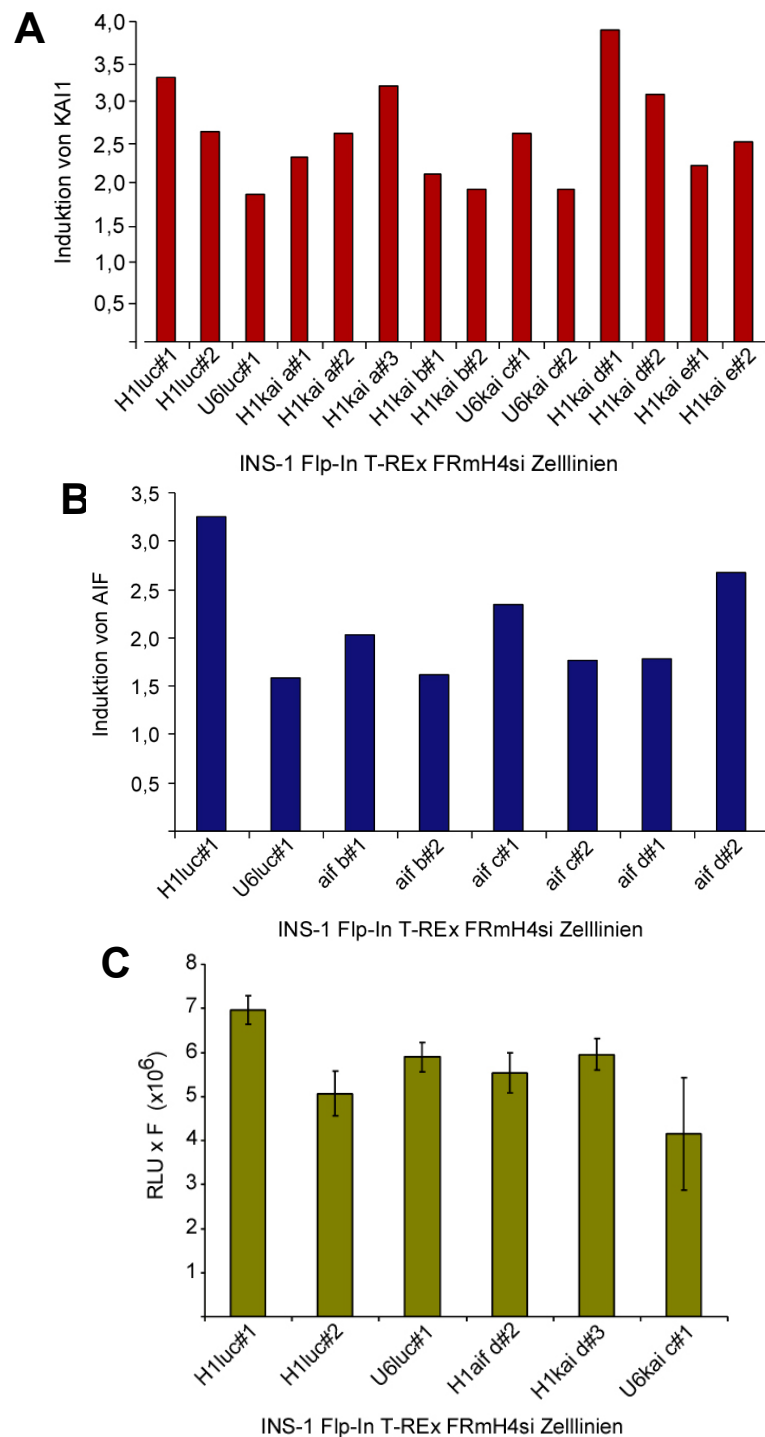 A
Induktion von KAI1
4,0
3,5
3,0
2,5
2,0
1,5
1,0
0,5
H1luc#1
H1luc#2
U6luc#1
H1kai a#1
H1kai a#2
H1kai a#3
H1kai b#1
H1kai b#2
U6kai c#1
U6kai c#2
H1kai d#1
H1kai d#2
H1kai e#1
H1kai e#2
INS-1 Flp-In T-REx FRmH4si Zelllinien
B
Induktion von AIF
3,5
3,0
2,5
2,0
1,5
1,0
0,5
H1luc#1
U6luc#1
aif b#1
aif b#2
aif c#1
aif c#2
aif d#1
aif d#2
INS-1 Flp-In T-REx FRmH4si Zelllinien
C
RLU x F (x10⁶)
8
7
6
5
4
3
2
1
H1luc#1
H1luc#2
U6luc#1
H1aif d#2
H1kai d#3
U6kai c#1
INS-1 Flp-In T-REx FRmH4si Zelllinien